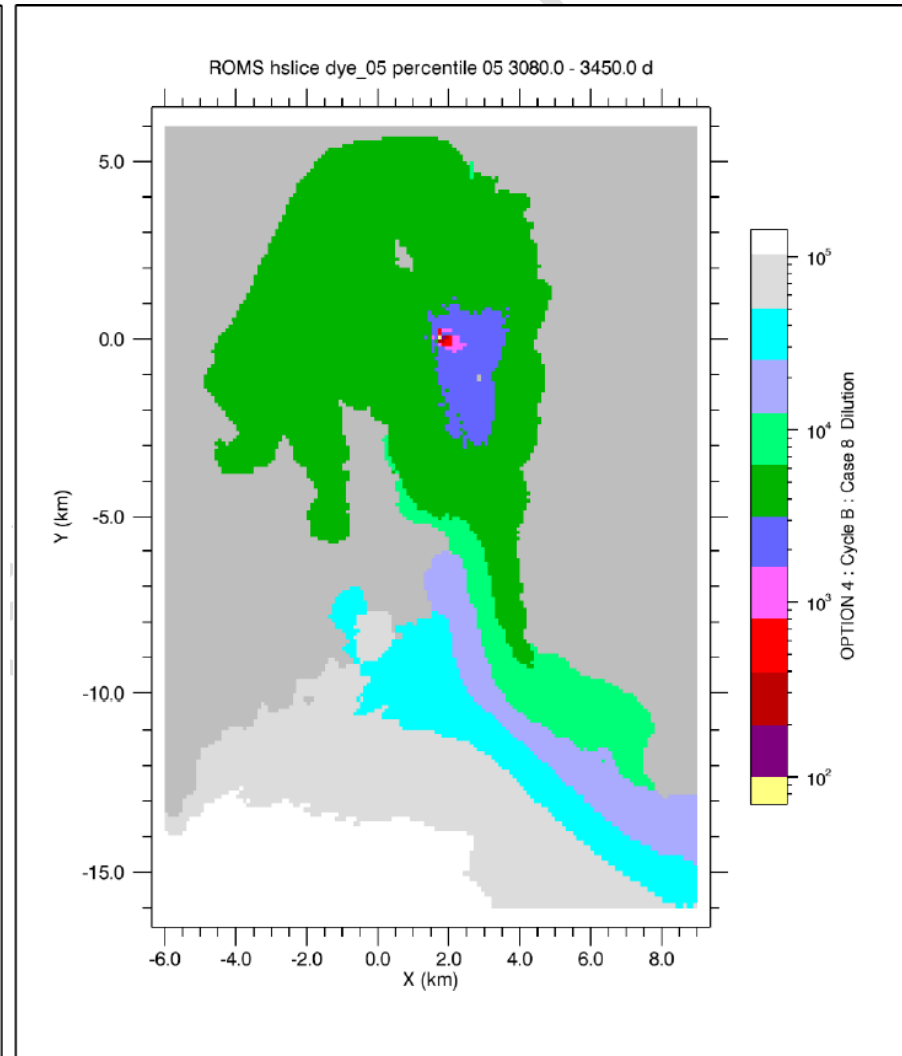 ROMS hslice dye_05 percentile 05 3080.0 - 3450.0 d
5.0
0.0
-5.0
-10.0
-15.0
Y (km)
-6.0 -4.0 -2.0 0.0 2.0 4.0 6.0 8.0
X (km)
10⁵
10⁴
10³
10²
OPTION 4 : Cycle B : Case 8 Dilution